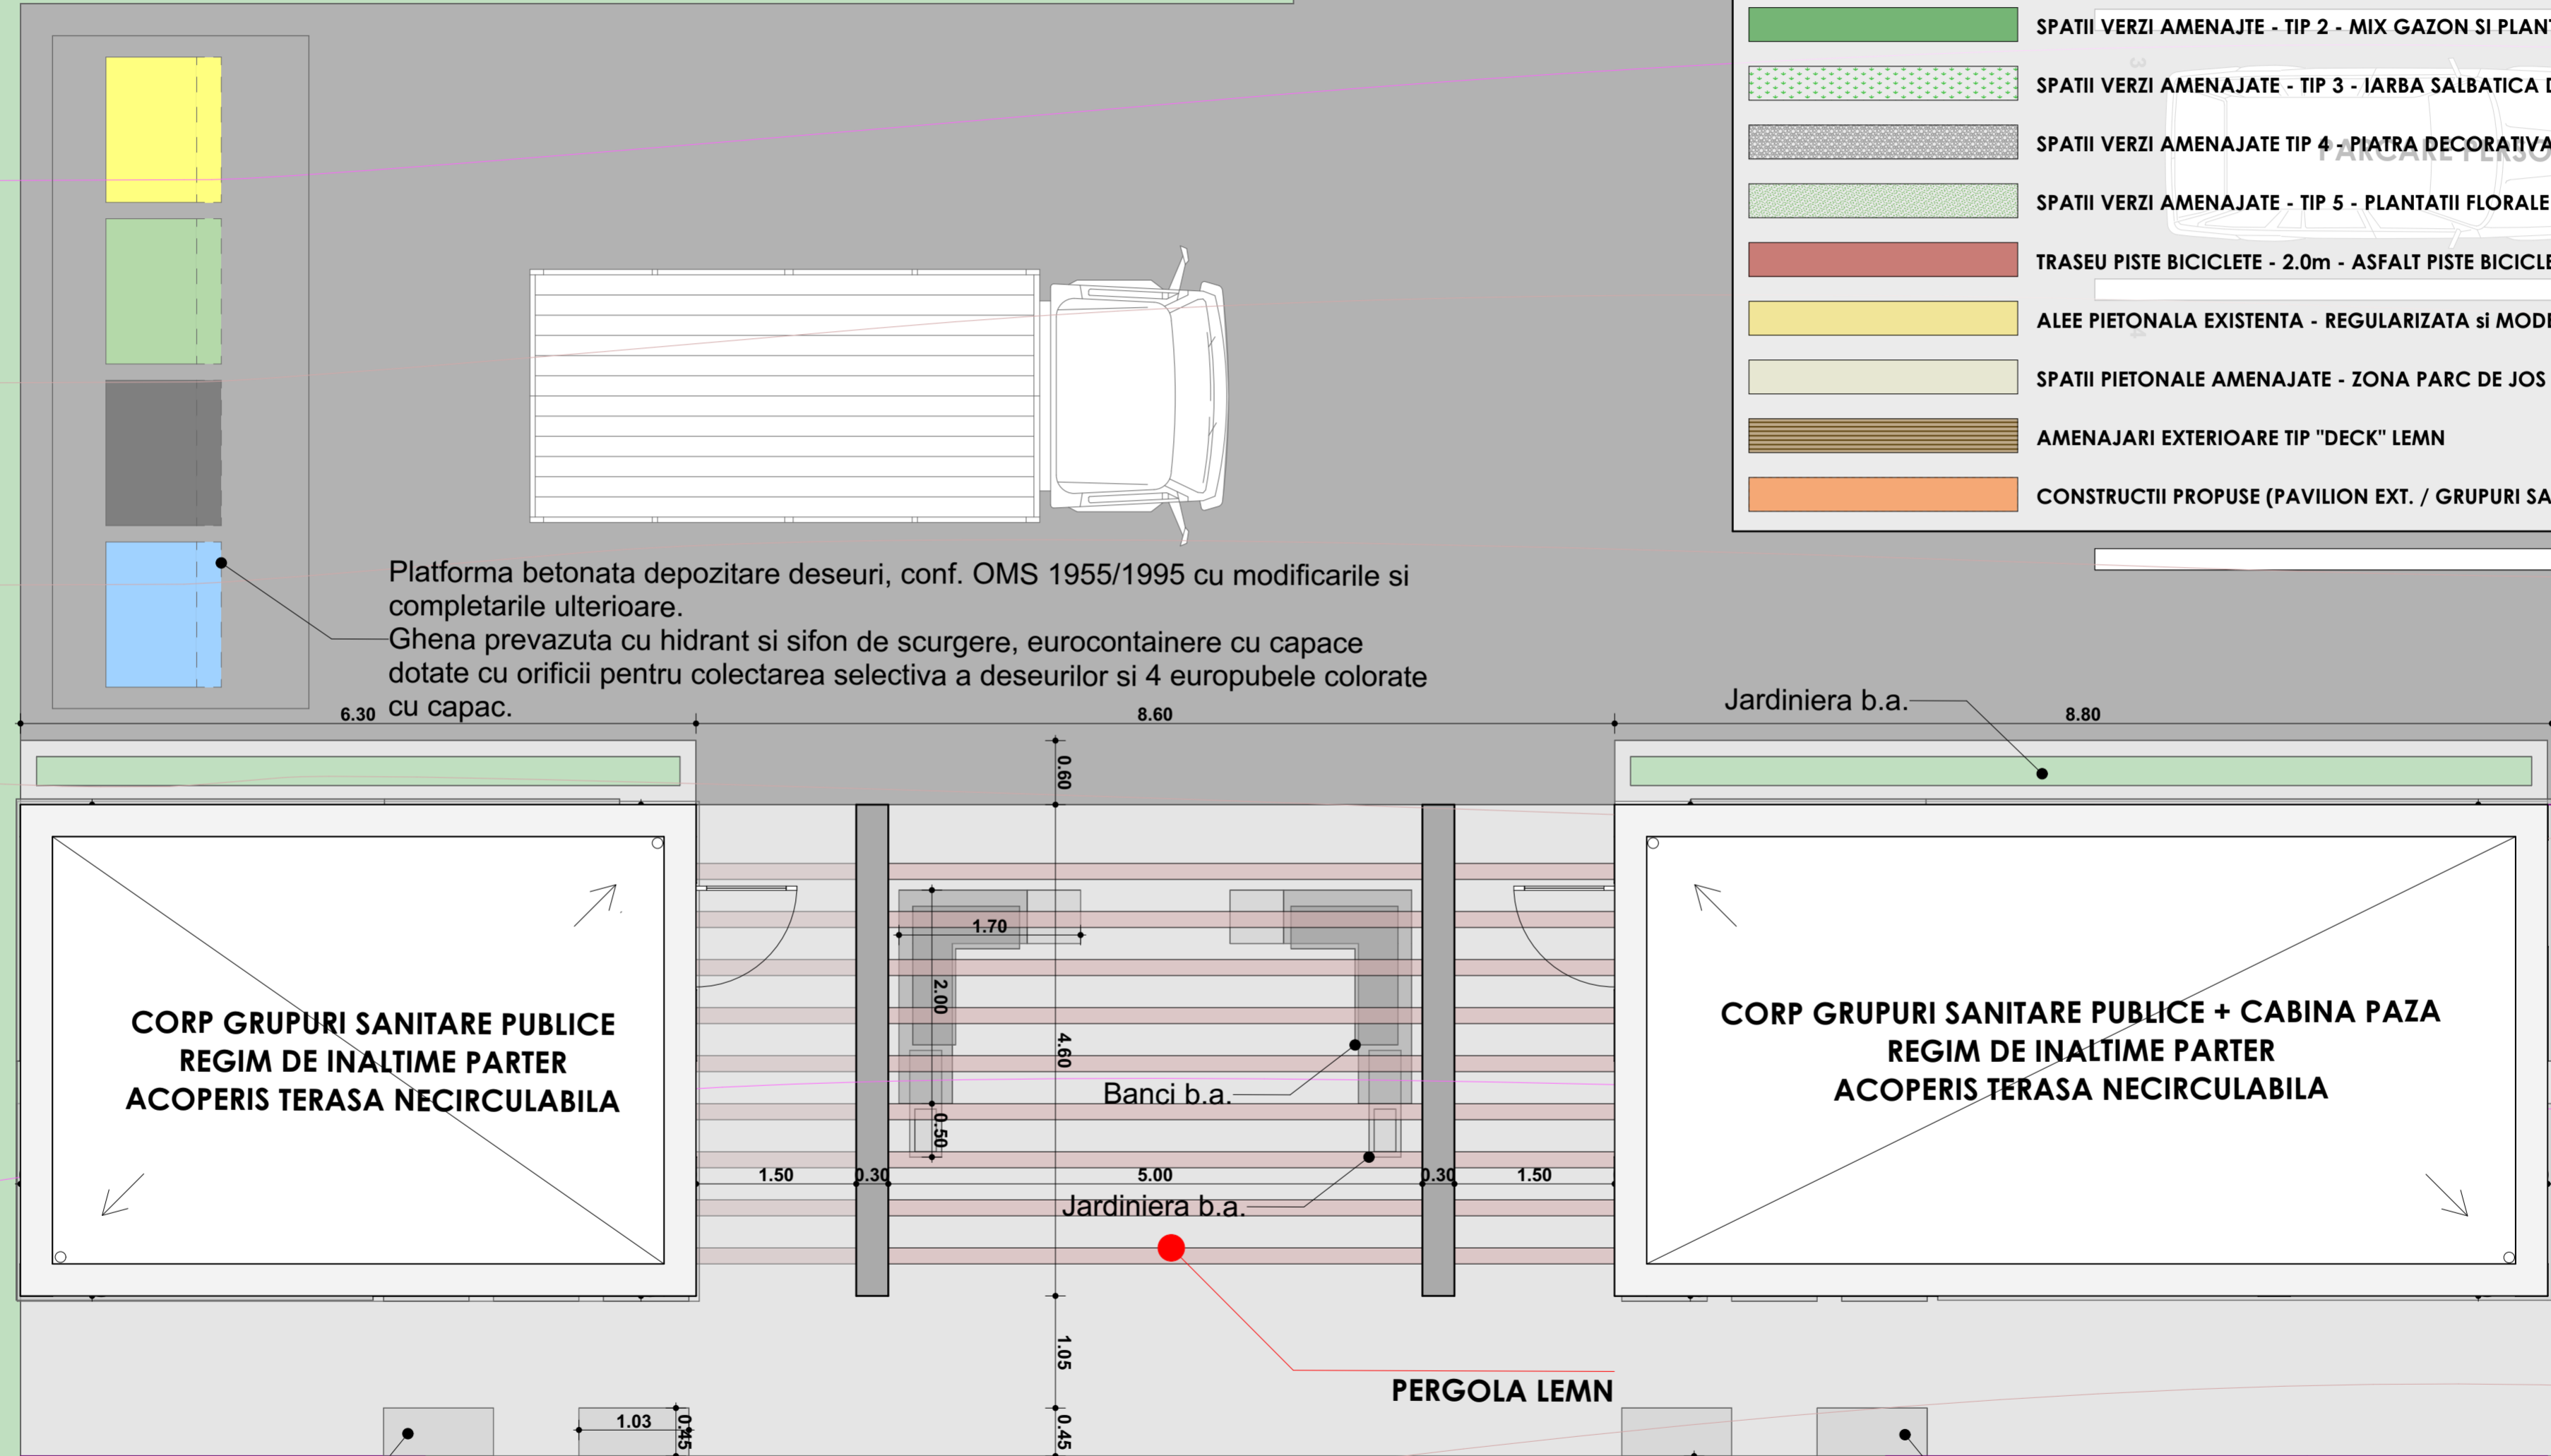 SPATII VERZI AMENAJTE - TIP 2 - MIX GAZON SI PLAN
SPATII VERZI AMENAJATE - TIP 3 - IARBA SALBATICA
SPATII VERZI AMENAJATE TIP 4 - PIATRA DECORATIVA
PARCARE PERSO
SPATII VERZI AMENAJATE - TIP 5 - PLANTATII FLORALE
TRASEU PISTE BICICLETE - 2.0m - ASFALT PISTE BICICLE
ALEE PIETONALA EXISTENTA - REGULARIZATA si MODE
SPATII PIETONALE AMENAJATE - ZONA PARC DE JOS
AMENAJARI EXTERIOARE TIP "DECK" LEMN
CONSTRUCTII PROPUSE (PAVILION EXT. / GRUPURI SA
Platforma betonata depozitare deseuri, conf. OMS 1955/1995 cu modificarile si
completarile ulterioare.
Ghena prevazuta cu hidrant si sifon de scurgere, eurocontainere cu capace
dotate cu orificii pentru colectarea selectiva a deseurilor si 4 europubele colorate
cu capac.
Jardiniera b.a.
6.30
8.60
8.80
0.60
1.70
2.00
4.60
CORP GRUPURI SANITARE PUBLICE
REGIM DE INALTIME PARTER
ACOPERIS TERASA NECIRCULABILA
CORP GRUPURI SANITARE PUBLICE + CABINA PAZA
REGIM DE INALTIME PARTER
ACOPERIS TERASA NECIRCULABILA
Banci b.a.
0.50
1.50
0.30
5.00
0.30
1.50
Jardiniera b.a.
1.05
PERGOLA LEMN
1.03
0.45
0.45